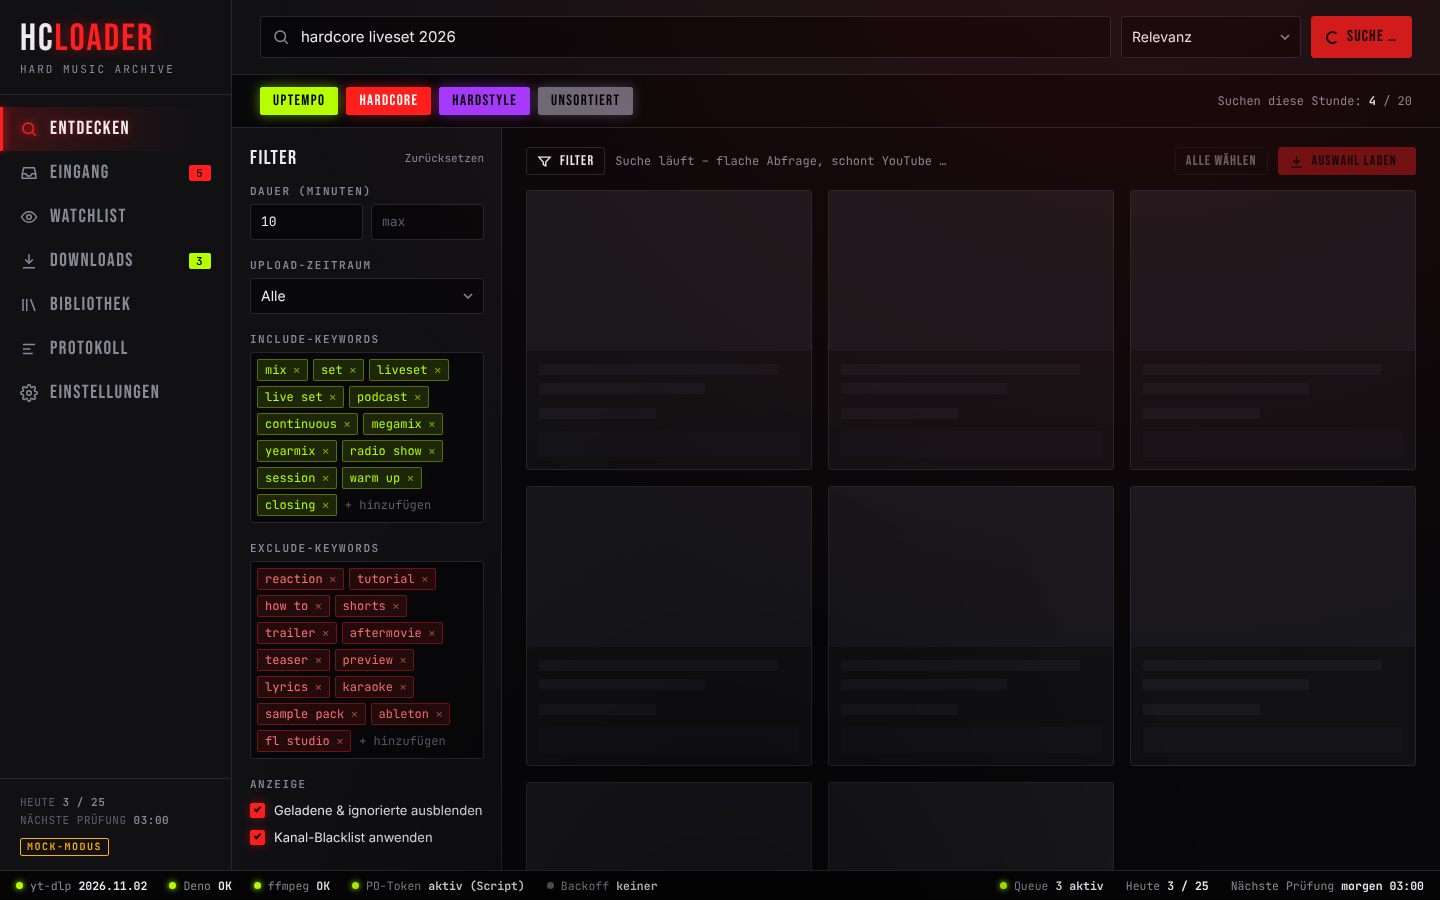 HCLOADER
HARD MUSIC ARCHIVE
ENTDECKEN
EINGANG 5
WATCHLIST
DOWNLOADS 3
BIBLIOTHEK
PROTOKOLL
EINSTELLUNGEN
HEUTE 3 / 25
NÄCHSTE PRÜFUNG 03:00
MOCK-MODUS
hardcore liveset 2026
Relevanz
SUCHE …
UPTEMPO HARDCORE HARDSTYLE UNSORTIERT
Suchen diese Stunde: 4 / 20
FILTER Zurücksetzen
DAUER (MINUTEN)
10 max
UPLOAD-ZEITRAUM
Alle
INCLUDE-KEYWORDS
mix × set × liveset ×
live set × podcast ×
continuous × megamix ×
yearmix × radio show ×
session × warm up ×
closing × + hinzufügen
EXCLUDE-KEYWORDS
reaction × tutorial ×
how to × shorts ×
trailer × aftermovie ×
teaser × preview ×
lyrics × karaoke ×
sample pack × ableton ×
fl studio × + hinzufügen
ANZEIGE
Geladene & ignorierte ausblenden
Kanal-Blacklist anwenden
FILTER Suche läuft – flache Abfrage, schont YouTube …
ALLE WÄHLEN AUSWAHL LADEN
yt-dlp 2026.11.02 Deno OK ffmpeg OK PO-Token aktiv (Script) Backoff keiner
Queue 3 aktiv Heute 3 / 25 Nächste Prüfung morgen 03:00